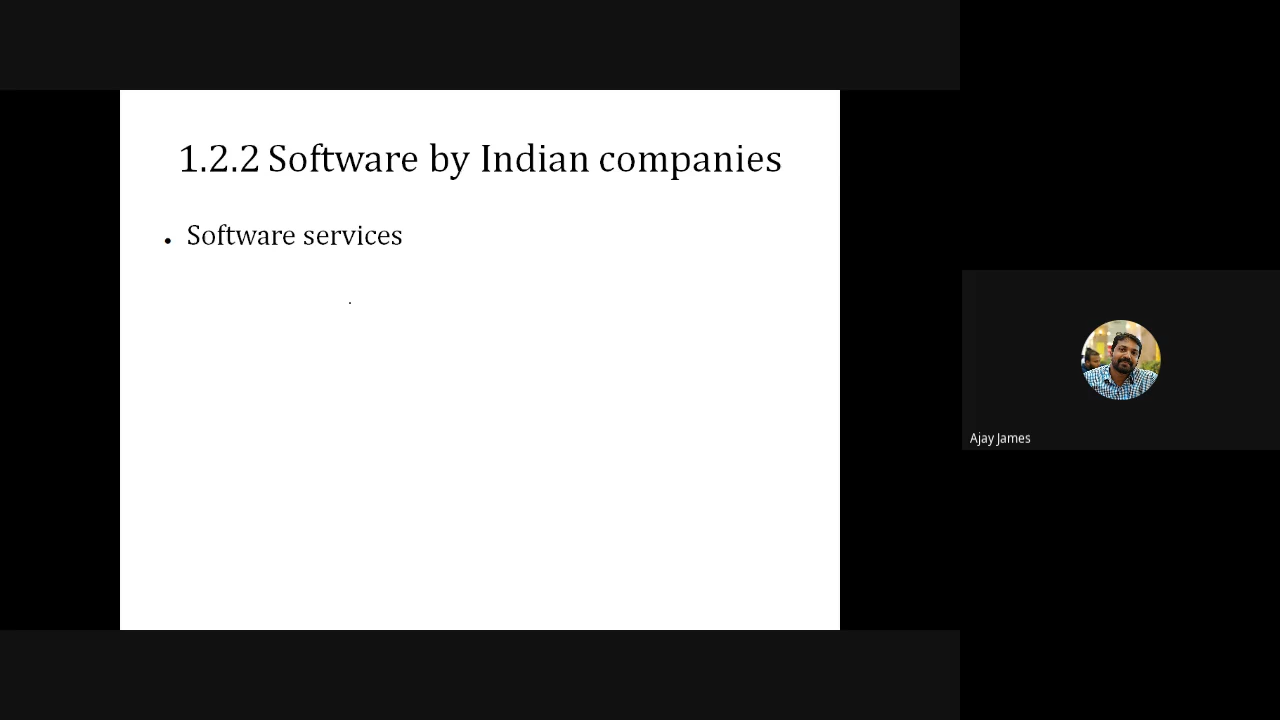 1.2.2 Software by Indian companies
• Software services
Ajay James